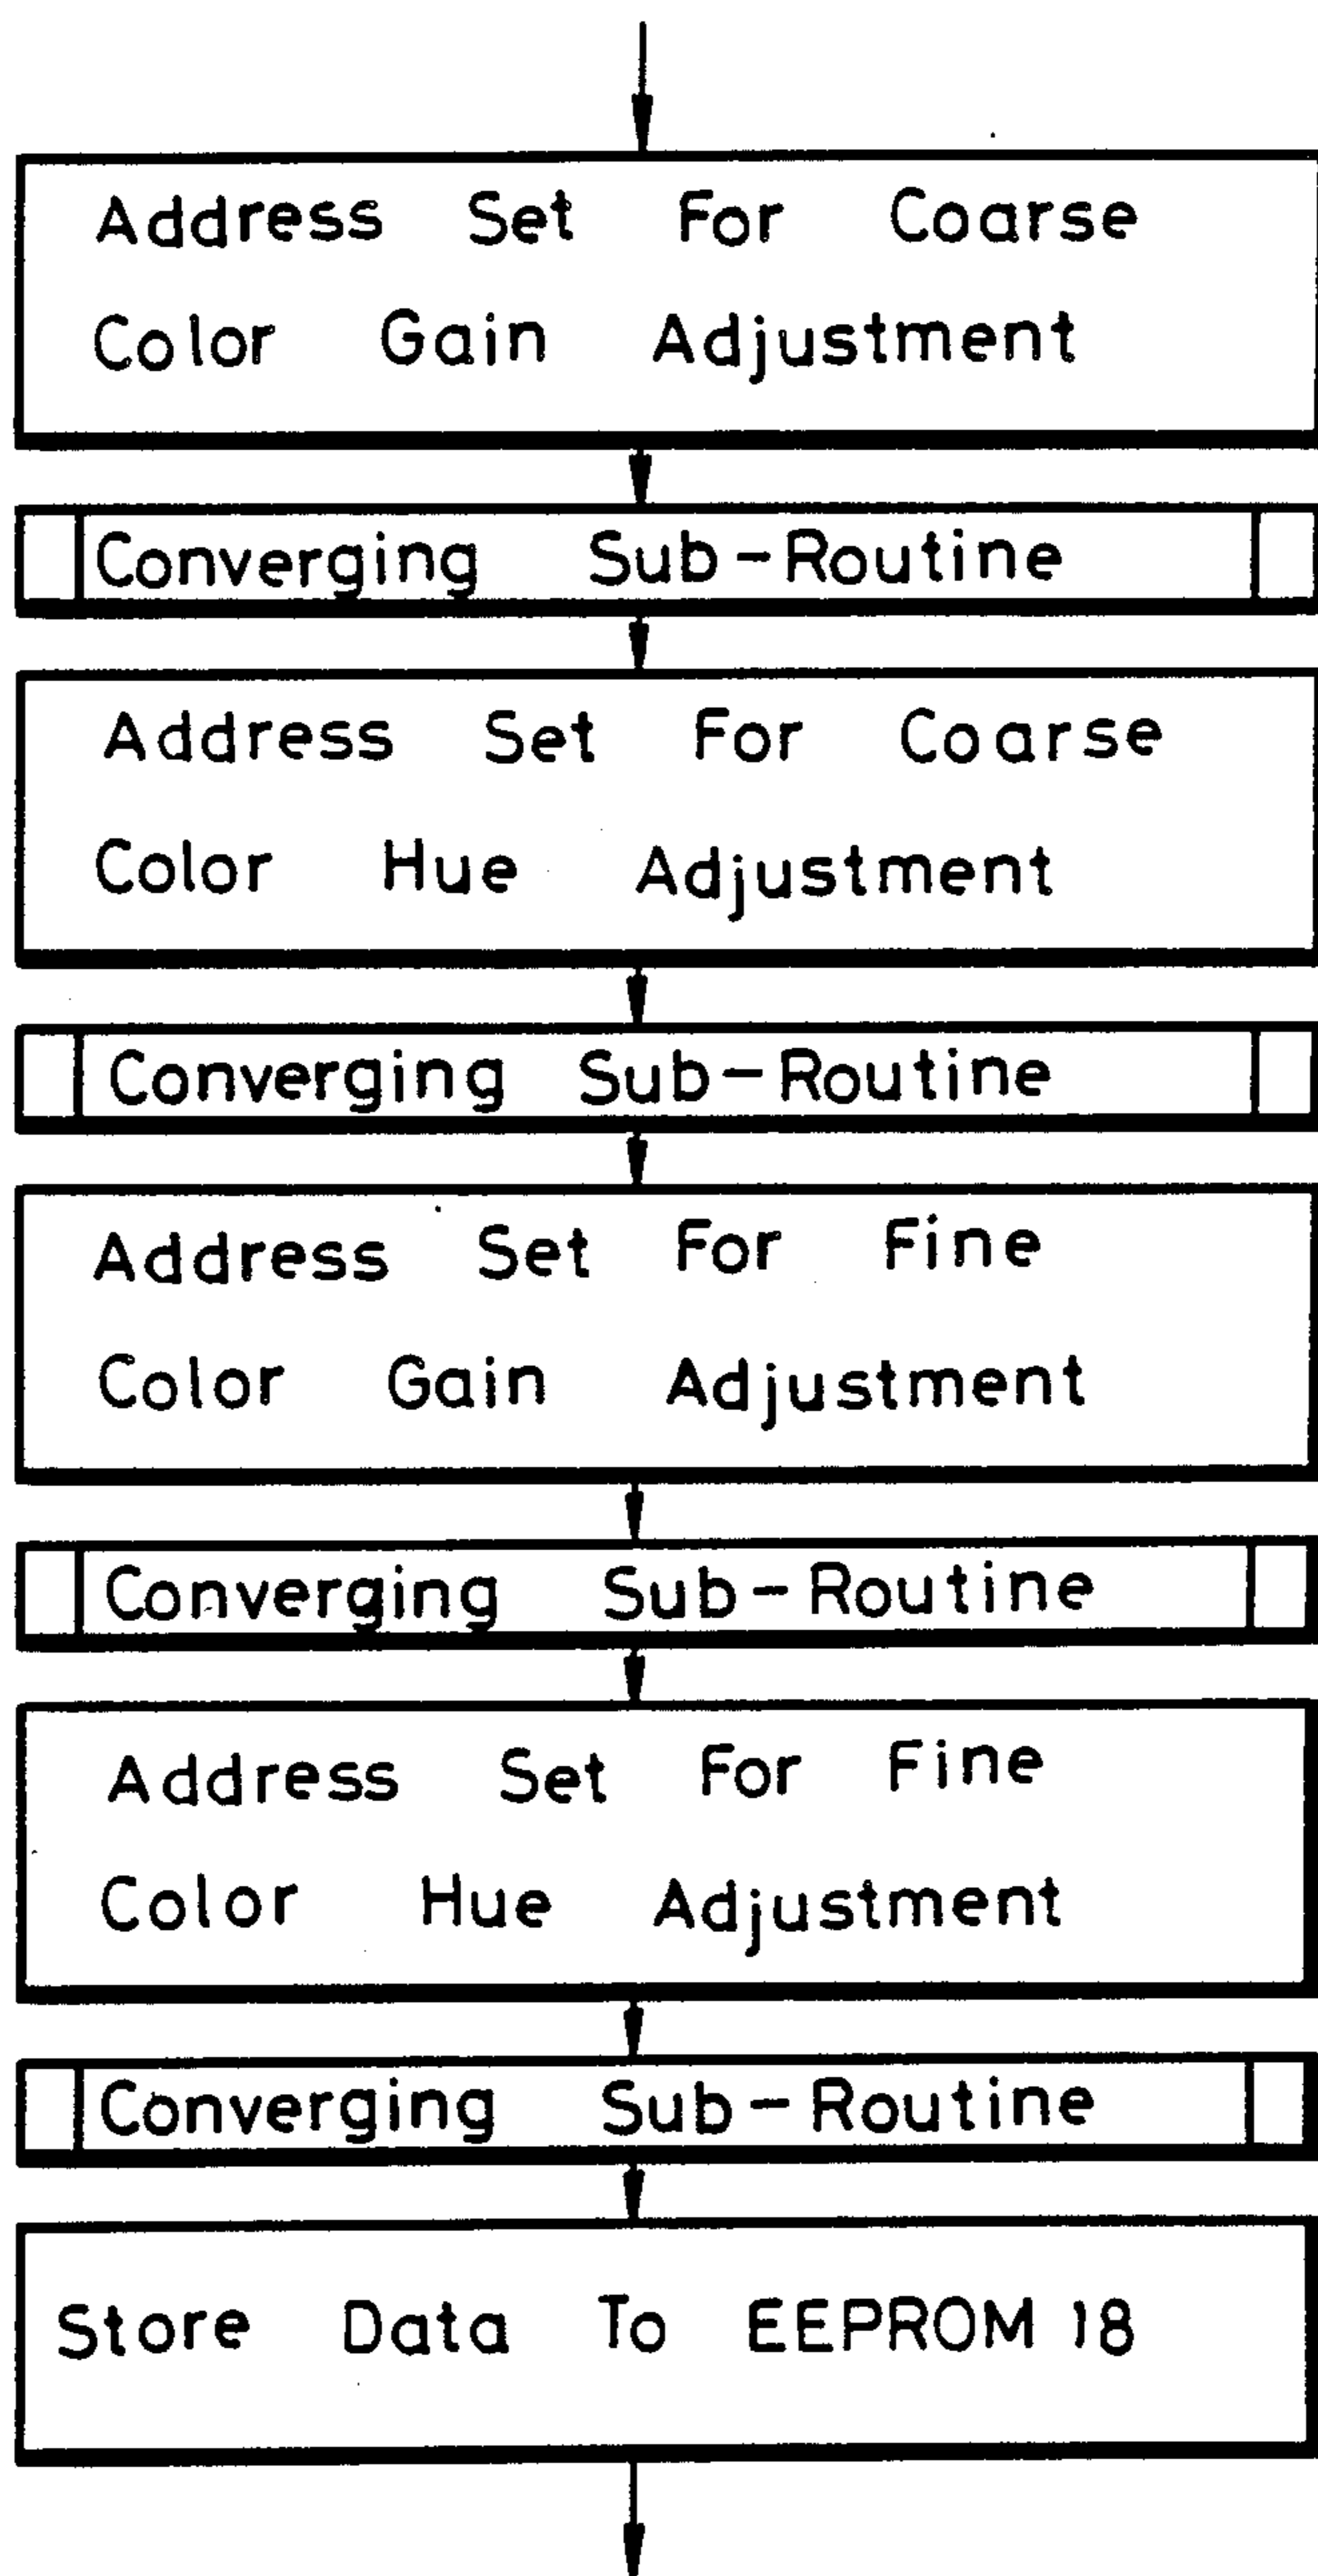 Address Set For Coarse
Color Gain Adjustment
Converging Sub-Routine
Address Set For Coarse
Color Hue Adjustment
Converging Sub-Routine
Address Set For Fine
Color Gain Adjustment
Converging Sub-Routine
Address Set For Fine
Color Hue Adjustment
Converging Sub-Routine
Store Data To EEPROM 18